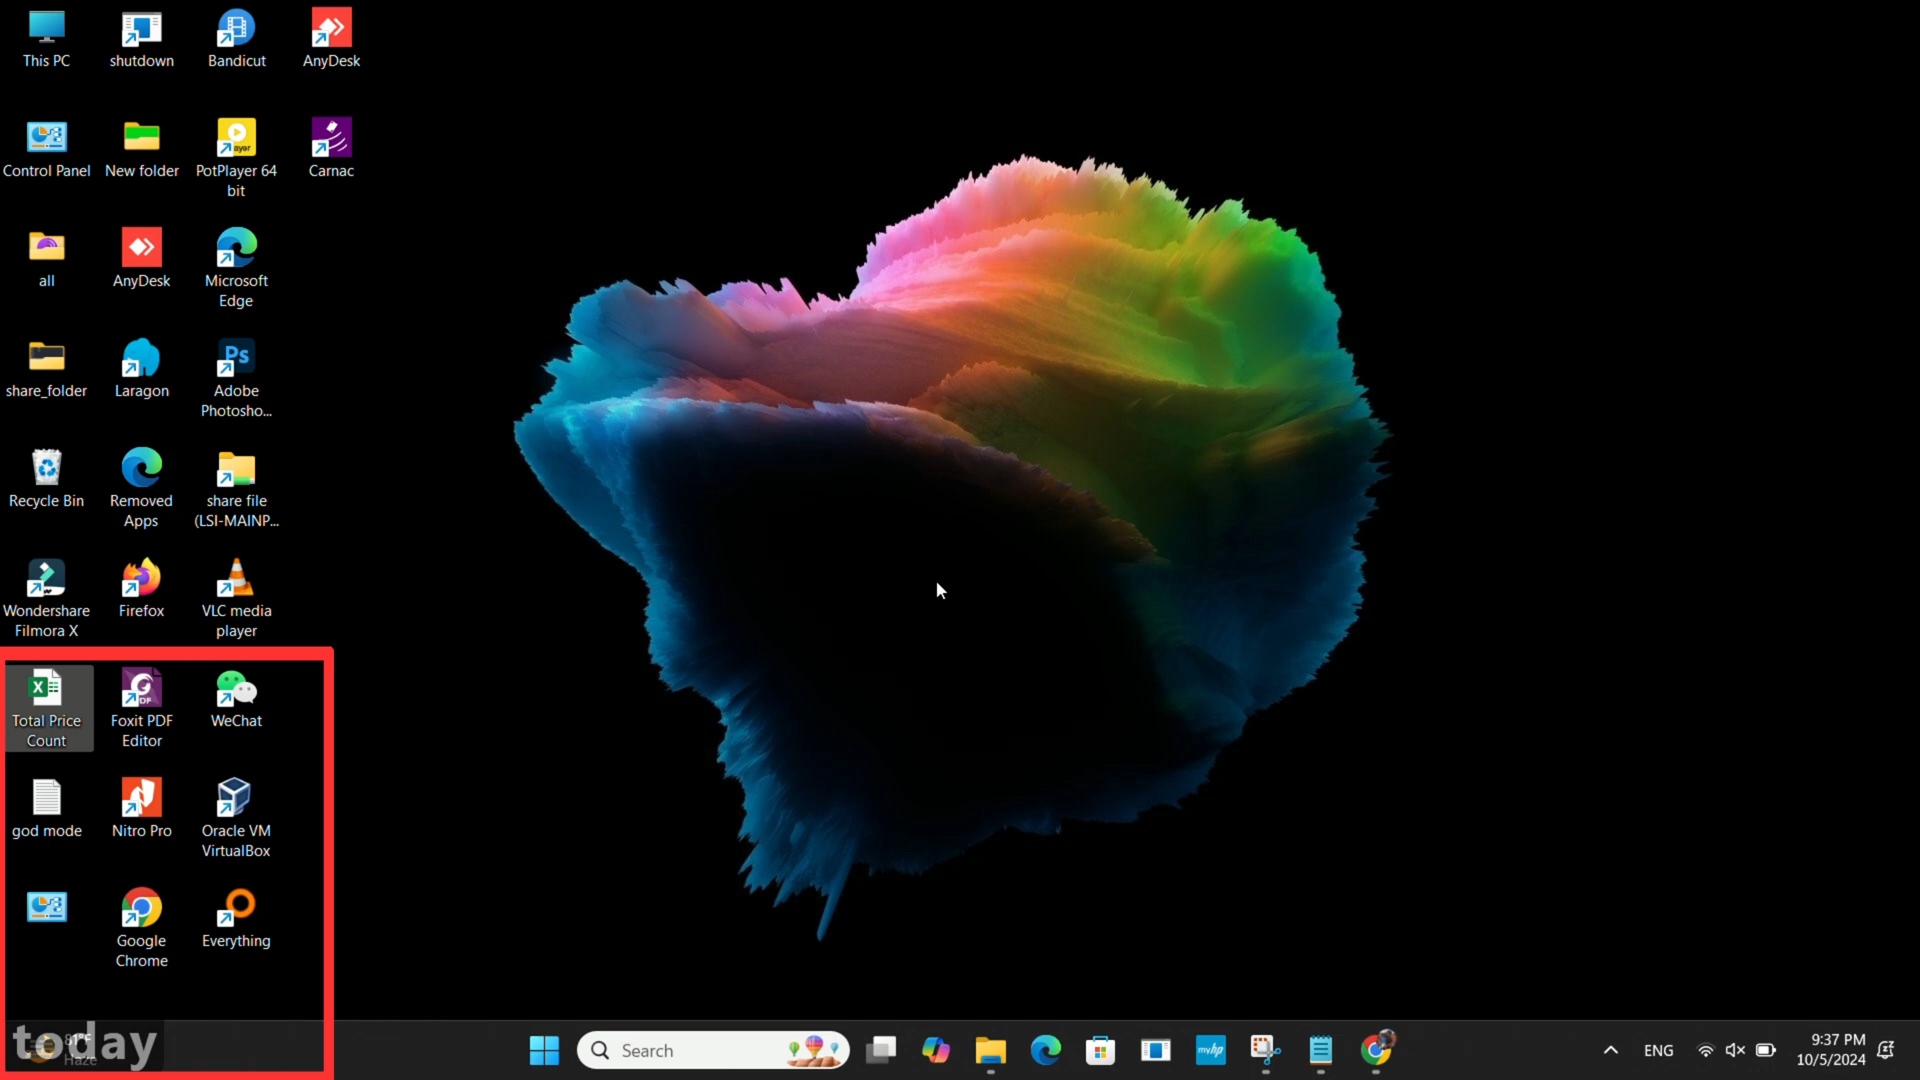 This PC
shutdown
Bandicut
AnyDesk
Control Panel
New folder
PotPlayer 64
bit
Carnac
all
AnyDesk
Microsoft
Edge
share_folder
Laragon
Ps
Adobe
Photosho...
Recycle Bin
Removed
Apps
share file
(LSI-MAINP...
Wondershare
Filmora X
Firefox
VLC media
player
Total Price
Count
Foxit PDF
Editor
WeChat
god mode
Nitro Pro
Oracle VM
VirtualBox
Google
Chrome
Everything
today
81°F
Haze
Search
myhp
ENG
9:37 PM
10/5/2024